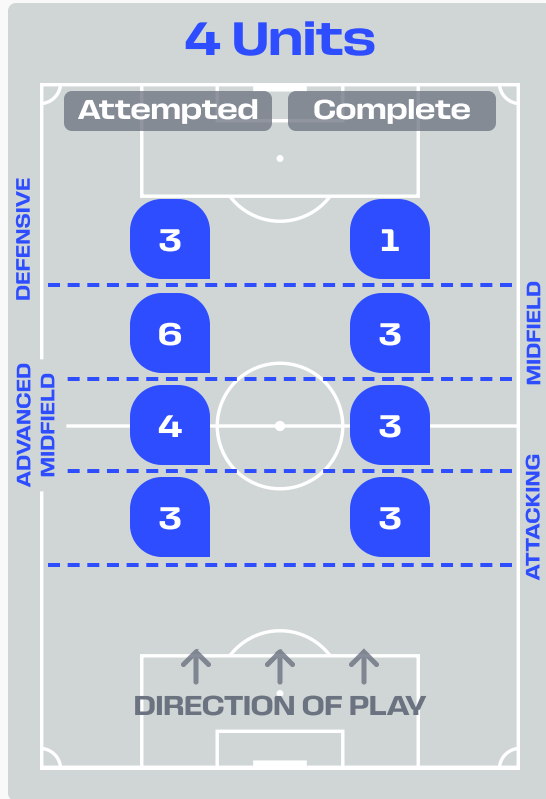 4 Units
Attempted Complete
DEFENSIVE
3 1
MIDFIELD
6 3
ADVANCED
MIDFIELD
4 3
ATTACKING
3 3
DIRECTION OF PLAY